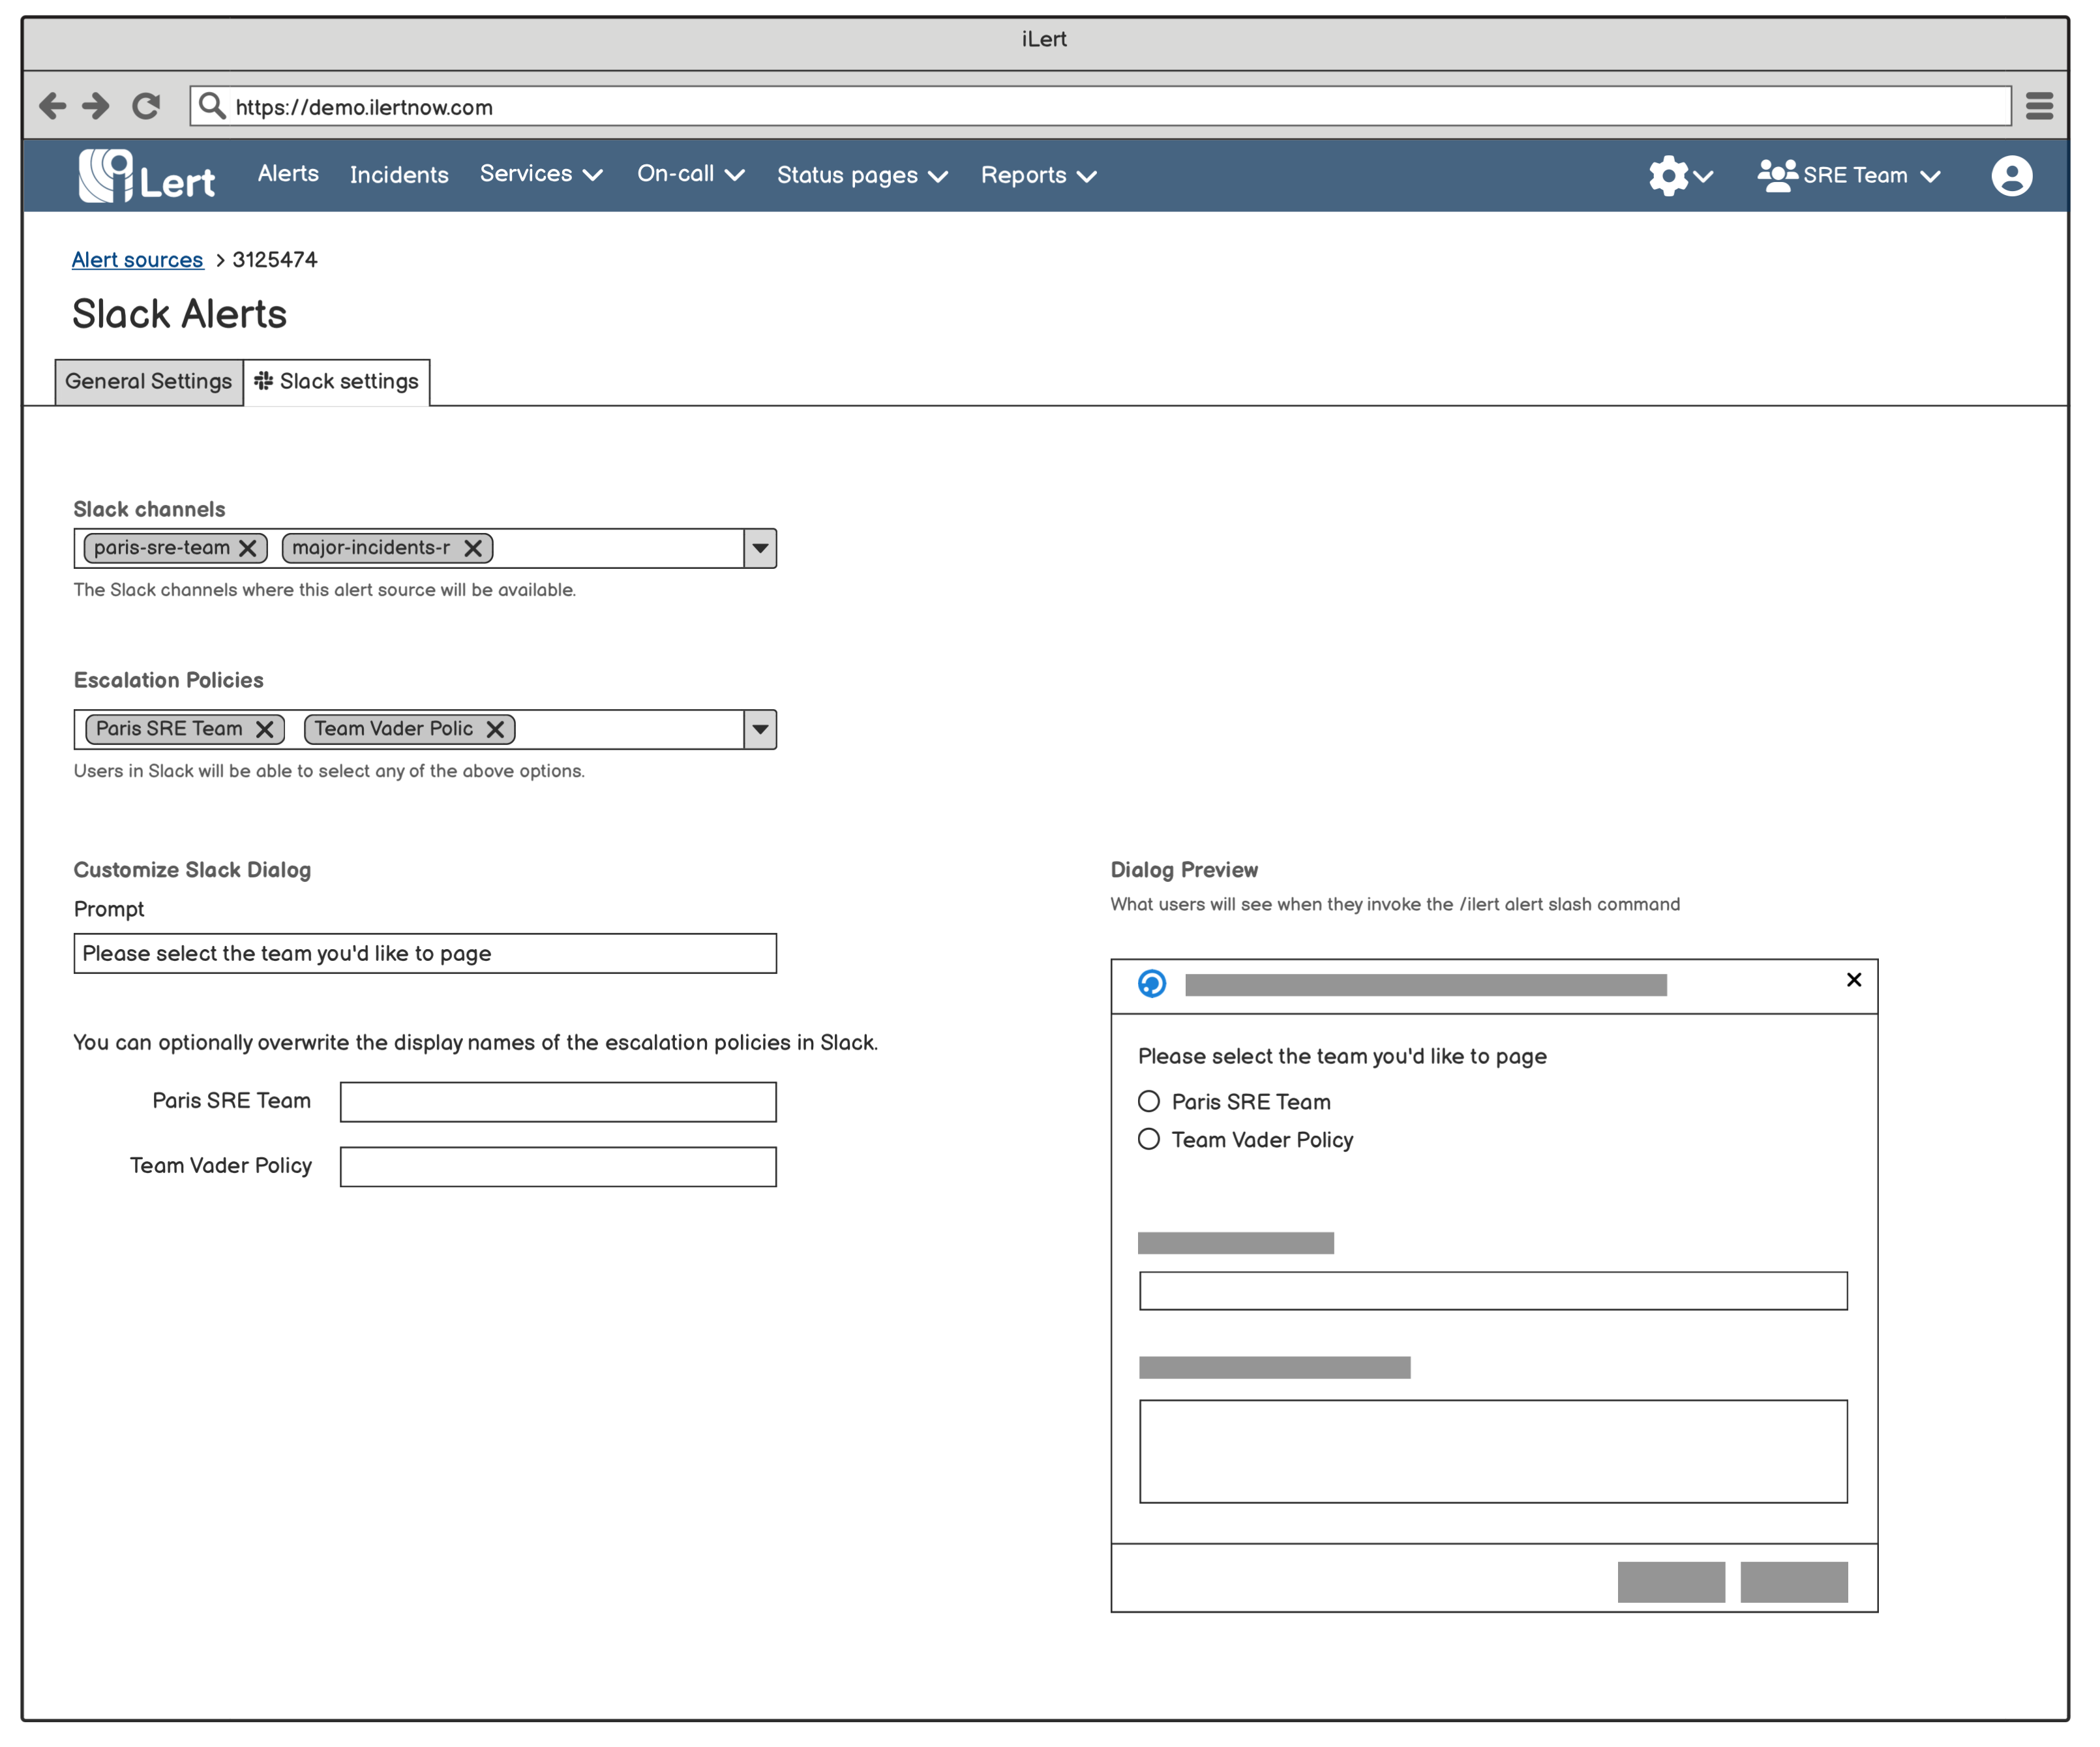 iLert
https://demo.ilertnow.com
iLert Alerts Incidents Services On-call Status pages Reports SRE Team
Alert sources > 3125474
Slack Alerts
General Settings Slack settings
Slack channels
paris-sre-team major-incidents-r
The Slack channels where this alert source will be available.
Escalation Policies
Paris SRE Team Team Vader Polic
Users in Slack will be able to select any of the above options.
Customize Slack Dialog
Prompt
Please select the team you'd like to page
You can optionally overwrite the display names of the escalation policies in Slack.
Paris SRE Team
Team Vader Policy
Dialog Preview
What users will see when they invoke the /ilert alert slash command
Please select the team you'd like to page
Paris SRE Team
Team Vader Policy